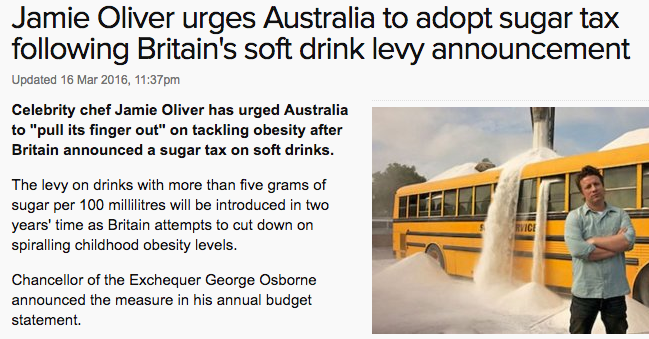 Jamie Oliver urges Australia to adopt sugar tax
following Britain's soft drink levy announcement
Updated 16 Mar 2016, 11:37pm
Celebrity chef Jamie Oliver has urged Australia
to "pull its finger out" on tackling obesity after
Britain announced a sugar tax on soft drinks.
The levy on drinks with more than five grams of
sugar per 100 millilitres will be introduced in two
years' time as Britain attempts to cut down on
spiralling childhood obesity levels.
Chancellor of the Exchequer George Osborne
announced the measure in his annual budget
statement.